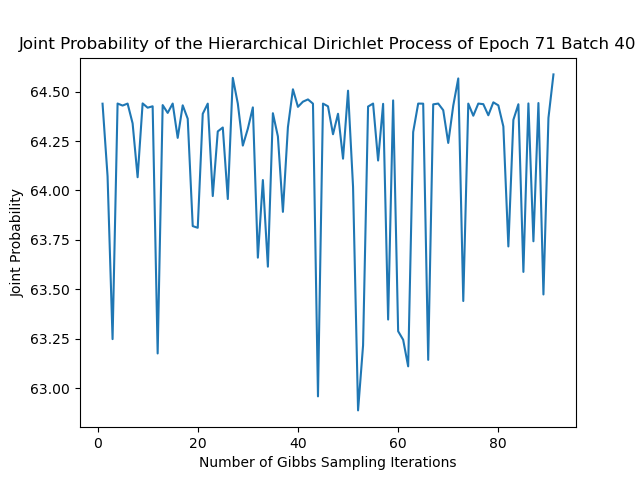 Joint Probability of the Hierarchical Dirichlet Process of Epoch 71 Batch 40
64.50
64.25
64.00
63.75
63.50
63.25
63.00
Joint Probability
0 20 40 60 80
Number of Gibbs Sampling Iterations